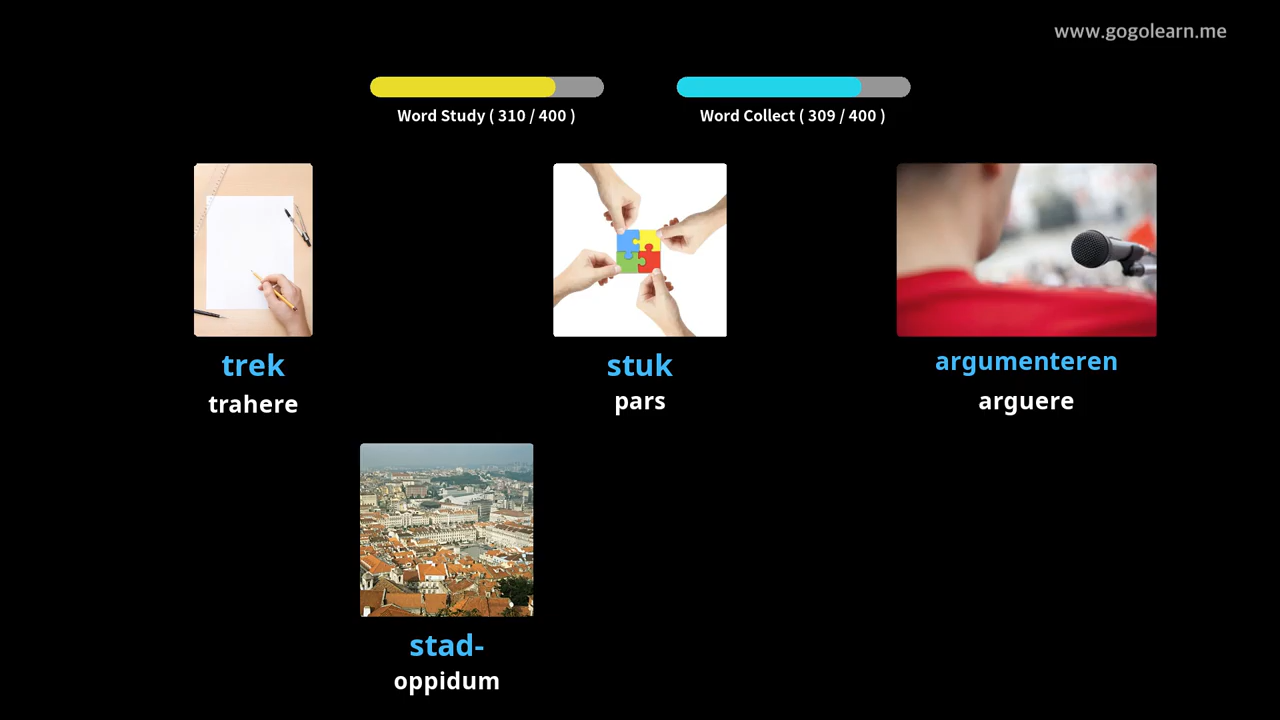 www.gogolearn.me
Word Study ( 310 / 400 )
Word Collect ( 309 / 400 )
trek
trahere
stuk
pars
argumenteren
arguere
stad-
oppidum